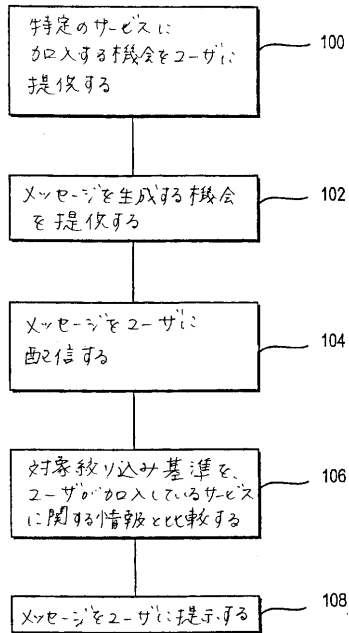 特定のサービスに
加入する機会をユーザに
提供する
100
メッセージを生成する機会
を提供する
102
メッセージをユーザに
配信する
104
対象絞り込み基準を、
ユーザが加入しているサービス
に関する情報と比較する
106
メッセージをユーザに提示する
108